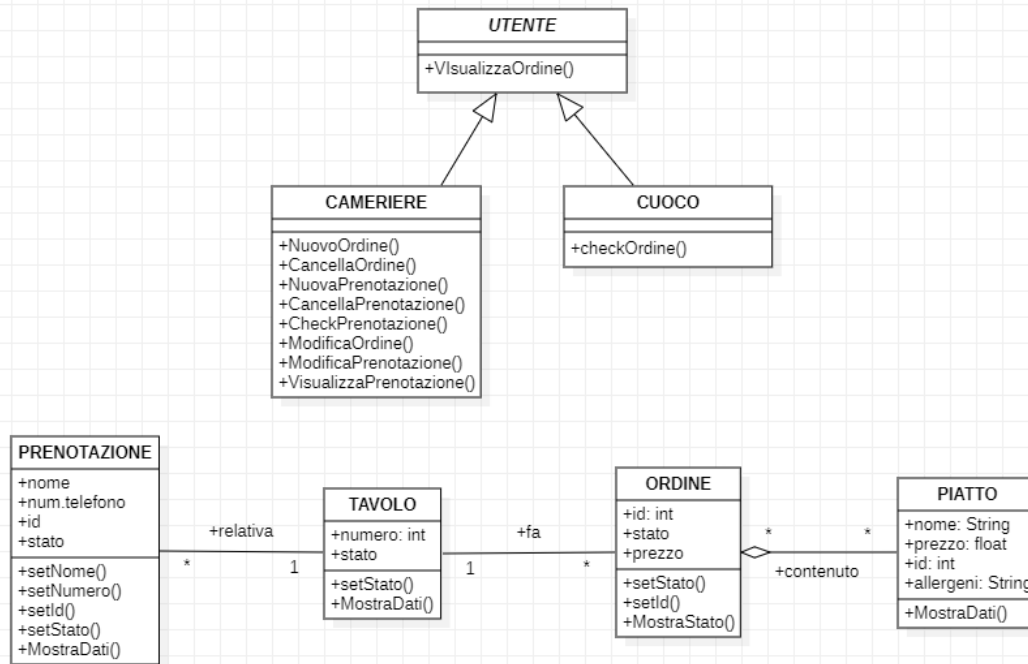 UTENTE
+VIsualizzaOrdine()
CAMERIERE
+NuovoOrdine()
+CancellaOrdine()
+NuovaPrenotazione()
+CancellaPrenotazione()
+CheckPrenotazione()
+ModificaOrdine()
+ModificaPrenotazione()
+VisualizzaPrenotazione()
CUOCO
+checkOrdine()
PRENOTAZIONE
+nome
+num.telefono
+id
+stato
+setNome()
+setNumero()
+setId()
+setStato()
+MostraDati()
+relativa
*
1
TAVOLO
+numero: int
+stato
+setStato()
+MostraDati()
+fa
1
*
ORDINE
+id: int
+stato
+prezzo
+setStato()
+setId()
+MostraStato()
*
*
+contenuto
PIATTO
+nome: String
+prezzo: float
+id: int
+allergeni: String
+MostraDati()